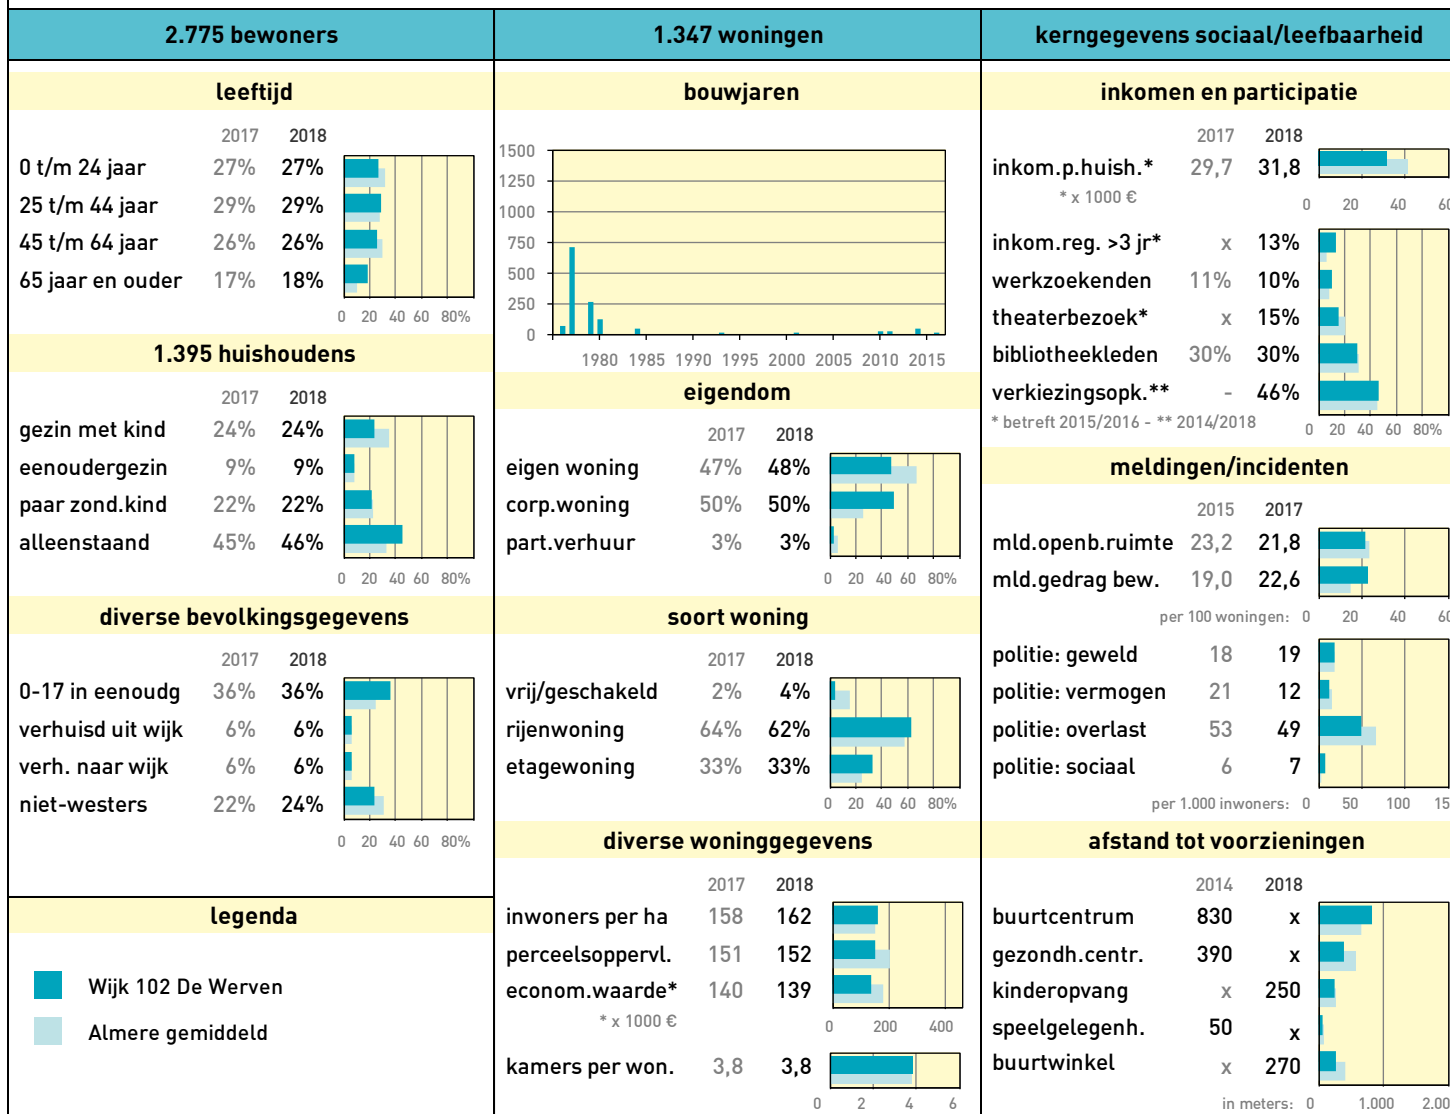 2.775 bewoners
leeftijd
2017 2018
0 t/m 24 jaar 27% 27%
25 t/m 44 jaar 29% 29%
45 t/m 64 jaar 26% 26%
65 jaar en ouder 17% 18%
0 20 40 60 80%
1.395 huishoudens
2017 2018
gezin met kind 24% 24%
eenoudergezin 9% 9%
paar zond.kind 22% 22%
alleenstaand 45% 46%
0 20 40 60 80%
diverse bevolkingsgegevens
2017 2018
0-17 in eenoudg 36% 36%
verhuisd uit wijk 6% 6%
verh. naar wijk 6% 6%
niet-westers 22% 24%
0 20 40 60 80%
legenda
Wijk 102 De Werven
Almere gemiddeld
1.347 woningen
bouwjaren
1500
1250
1000
750
500
250
0
1980 1985 1990 1995 2000 2005 2010 2015
eigendom
2017 2018
eigen woning 47% 48%
corp.woning 50% 50%
part.verhuur 3% 3%
0 20 40 60 80%
soort woning
2017 2018
vrij/geschakeld 2% 4%
rijenwoning 64% 62%
etagewoning 33% 33%
0 20 40 60 80%
diverse woninggegevens
2017 2018
inwoners per ha 158 162
perceelsoppervl. 151 152
econom.waarde* 140 139
* x 1000 €
0 200 400
kamers per won. 3,8 3,8
0 2 4 6
kerngegevens sociaal/leefbaarheid
inkomen en participatie
2017 2018
inkom.p.huish.* 29,7 31,8
* x 1000 €
0 20 40 60
inkom.reg. >3 jr* x 13%
werkzoekenden 11% 10%
theaterbezoek* x 15%
bibliotheekleden 30% 30%
verkiezingsopk.** - 46%
* betreft 2015/2016 - ** 2014/2018
0 20 40 60 80%
meldingen/incidenten
2015 2017
mld.openb.ruimte 23,2 21,8
mld.gedrag bew. 19,0 22,6
per 100 woningen: 0 20 40 60
politie: geweld 18 19
politie: vermogen 21 12
politie: overlast 53 49
politie: sociaal 6 7
per 1.000 inwoners: 0 50 100 15
afstand tot voorzieningen
2014 2018
buurtcentrum 830 x
gezondh.centr. 390 x
kinderopvang x 250
speelgelegenh. 50 x
buurtwinkel x 270
in meters: 0 1.000 2.00